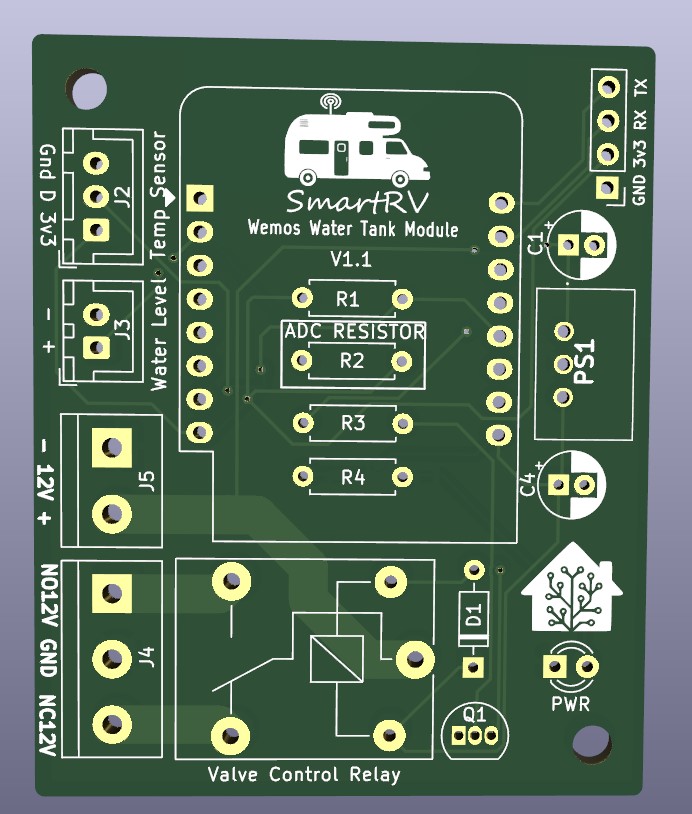 TX
RX
3v3
GND
Gnd D 3v3
J2
Temp Sensor
SmartRV
Wemos Water Tank Module
V1.1
C1
+
-
+
J3
Water Level
R1
ADC RESISTOR
R2
PS1
R3
R4
- 12V +
J5
C4
+
NO12V GND NC12V
J4
D1
Q1
PWR
Valve Control Relay